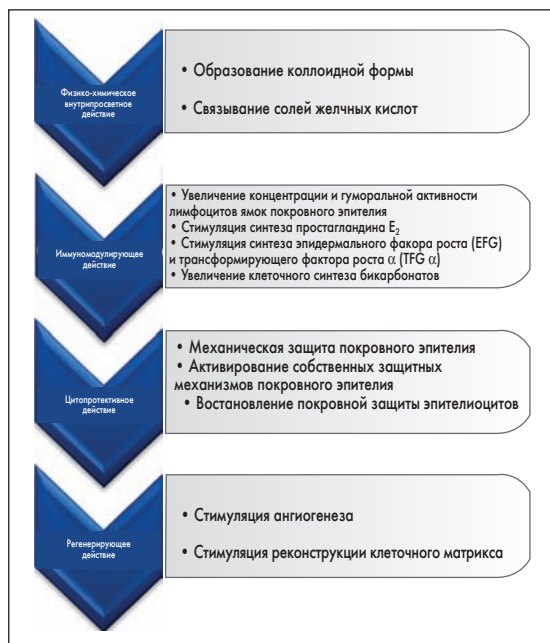 Физико-химическое
внутрипросветное
действие
• Образование коллоидной формы
• Связывание солей желчных кислот
Иммуномодулирующее
действие
• Увеличение концентрации и гуморальной активности
лимфоцитов ямок покровного эпителия
• Стимуляция синтеза простагландина E₂
• Стимуляция синтеза эпидермального факора роста (EFG)
и трансформирующего фактора роста α (TFG α)
• Увеличение клеточного синтеза бикарбонатов
Цитопротективное
действие
• Механическая защита покровного эпителия
• Активирование собственных защитных
механизмов покровного эпителия
• Востановление покровной защиты эпителиоцитов
Регенерирующее
действие
• Стимуляция ангиогенеза
• Стимуляция реконструкции клеточного матрикса